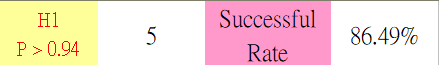 H1
P > 0.94
5
Successful
Rate
86.49%